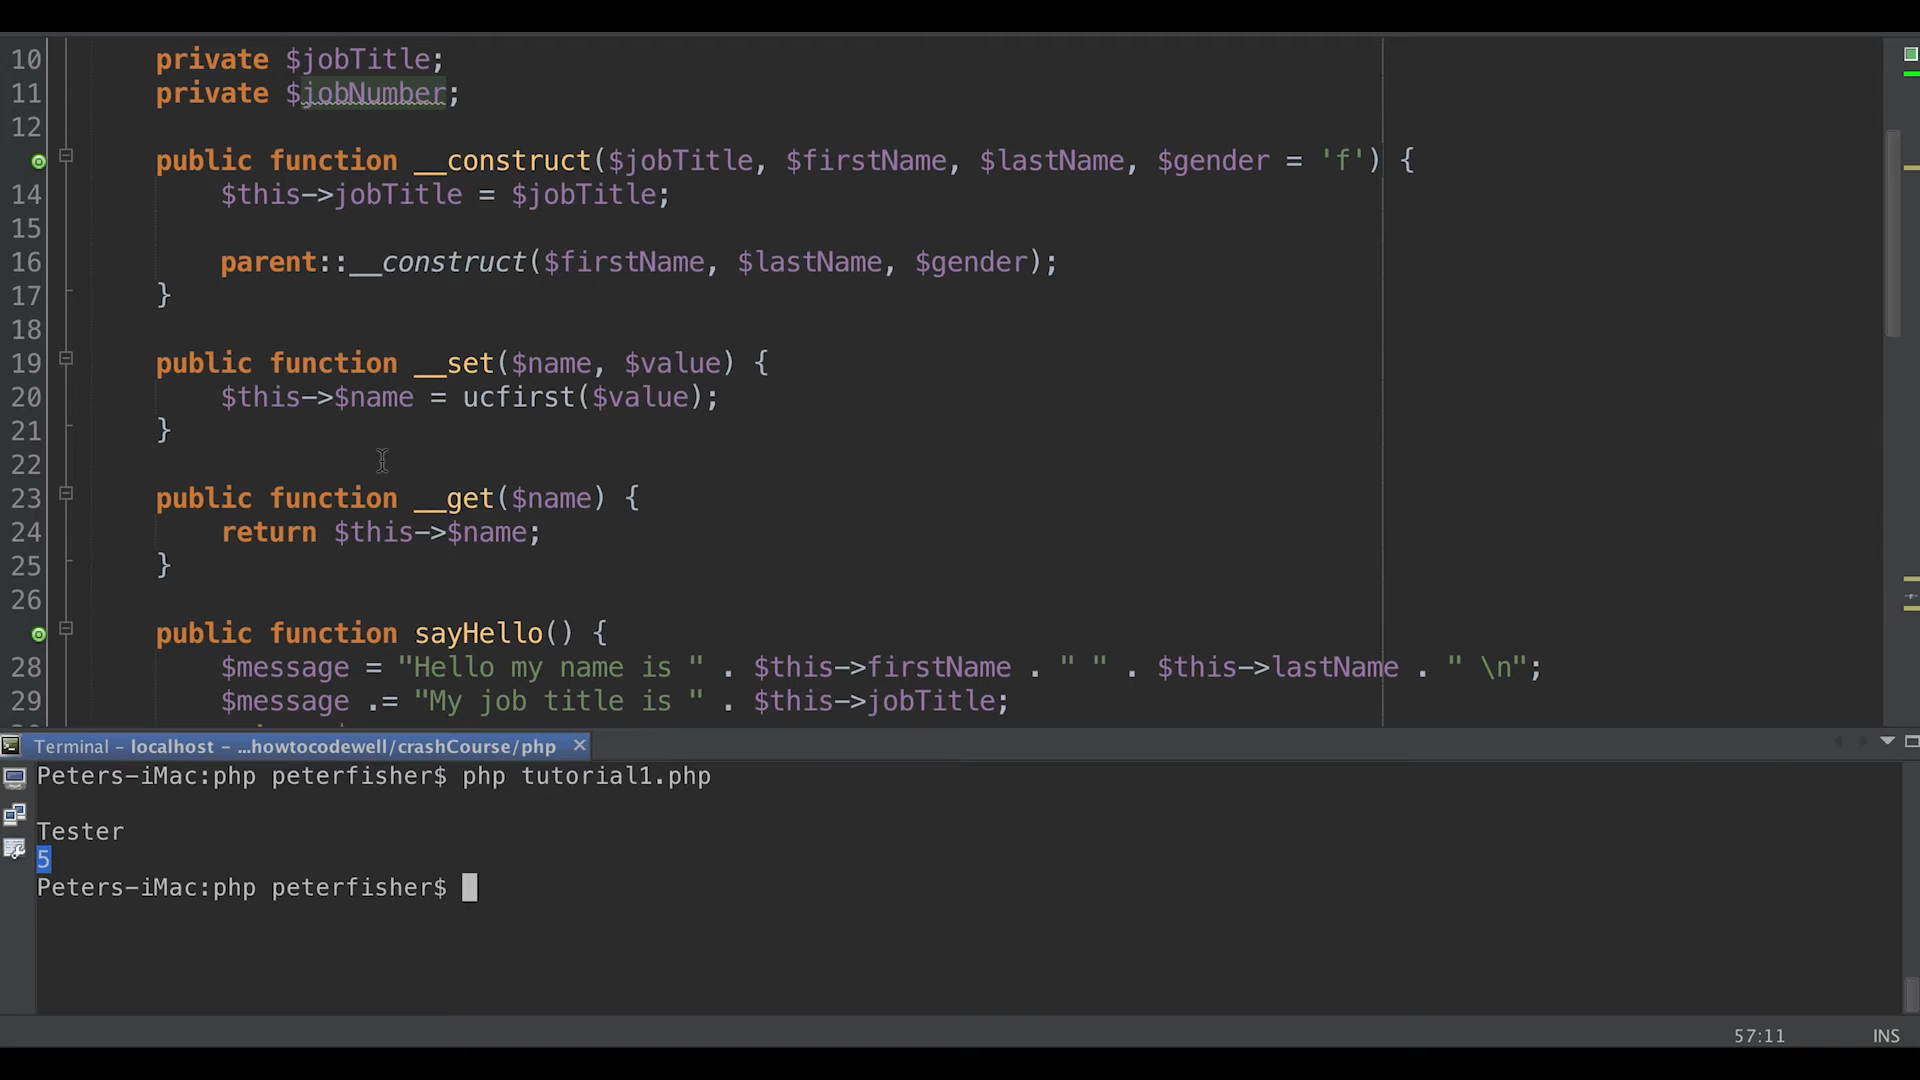 10 private $jobTitle;
11 private $jobNumber;
12
public function __construct($jobTitle, $firstName, $lastName, $gender = 'f') {
14 $this->jobTitle = $jobTitle;
15
16 parent::__construct($firstName, $lastName, $gender);
17 }
18
19 public function __set($name, $value) {
20 $this->$name = ucfirst($value);
21 }
22
23 public function __get($name) {
24 return $this->$name;
25 }
26
public function sayHello() {
28 $message = "Hello my name is " . $this->firstName . " " . $this->lastName . " \n";
29 $message .= "My job title is " . $this->jobTitle;
Terminal - localhost - ...howtocodewell/crashCourse/php
Peters-iMac:php peterfisher$ php tutorial1.php
Tester
5
Peters-iMac:php peterfisher$
57:11 INS